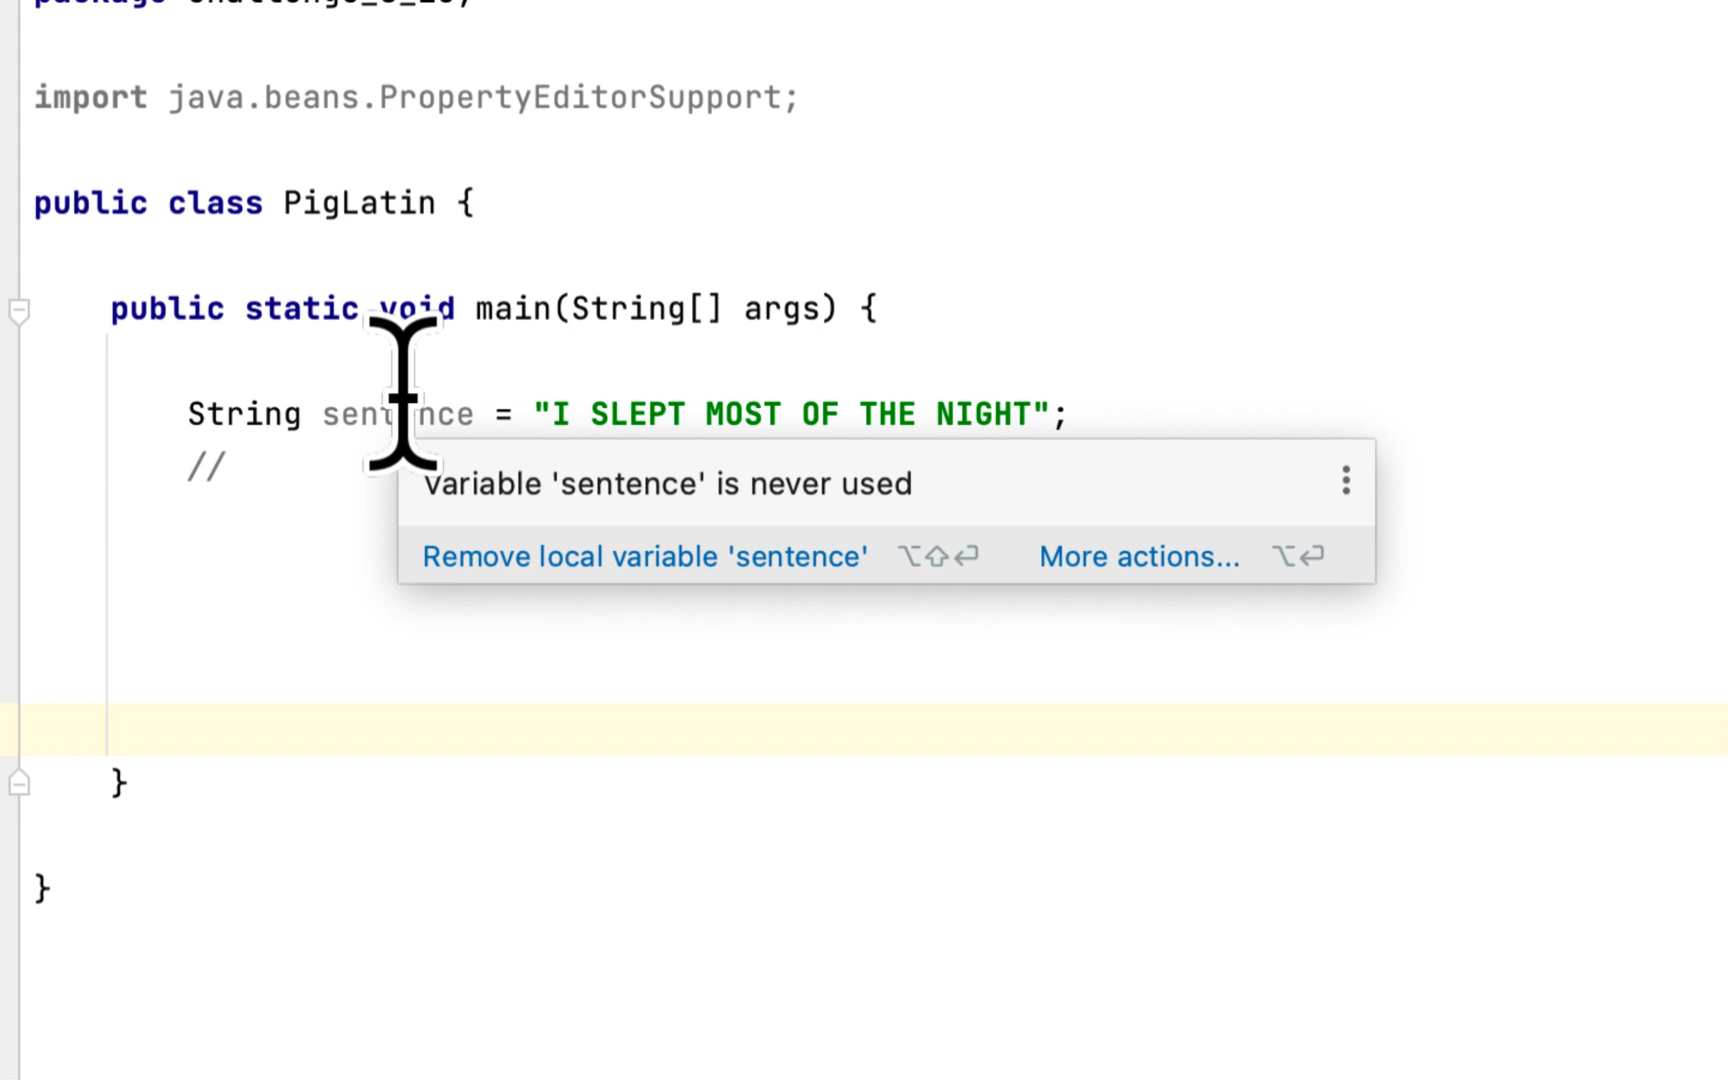 import java.beans.PropertyEditorSupport;
public class PigLatin {
public static void main(String[] args) {
String sentence = "I SLEPT MOST OF THE NIGHT";
//
Variable 'sentence' is never used
Remove local variable 'sentence' ⌥⇧⏎ More actions... ⌥⏎
}
}